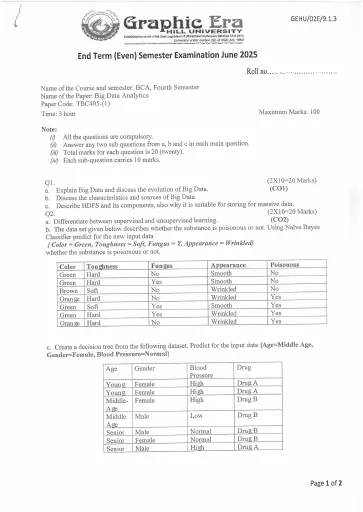 GEHU/02E/9.1.3
Graphic Era
HILL UNIVERSITY
End Term (Even) Semester Examination June 2025
Roll no.....................
Name of the Course and semester: BCA, Fourth Semester
Name of the Paper: Big Data Analytics
Paper Code: TBC405-(1)
Time: 3 hour Maximum Marks: 100
Note:
(i) All the questions are compulsory.
(ii) Answer any two sub questions from a, b and c in each main question.
(iii) Total marks for each question is 20 (twenty).
(iv) Each sub-question carries 10 marks.
Q1. (2X10=20 Marks)
a. Explain Big Data and discuss the evolution of Big Data. (CO1)
b. Discuss the characteristics and sources of Big Data
c. Describe HDFS and its components, also why it is suitable for storing for massive data.
Q2. (2X10=20 Marks)
a. Differentiate between supervised and unsupervised learning. (CO2)
b. The data set given below describes whether the substance is poisonous or not. Using Naive Bayes
Classifier predict for the new input data
{ Color = Green, Toughness = Soft, Fungus = Y, Appearance = Wrinkled}
whether the substance is poisonous or not.
Color Toughness Fungus Appearance Poisonous
Green Hard No Smooth No
Green Hard Yes Smooth No
Brown Soft No Wrinkled No
Orange Hard No Wrinkled Yes
Green Soft Yes Smooth Yes
Green Hard Yes Wrinkled Yes
Orange Hard No Wrinkled Yes
c. Create a decision tree from the following dataset. Predict for the input data {Age=Middle Age,
Gender=Female, Blood Pressure=Normal}
Age Gender Blood Pressure Drug
Young Female High Drug A
Young Female High Drug A
Middle-Age Female High Drug B
Middle Age Male Low Drug B
Senior Male Normal Drug B
Senior Female Normal Drug B
Senior Male High Drug A
Page 1 of 2